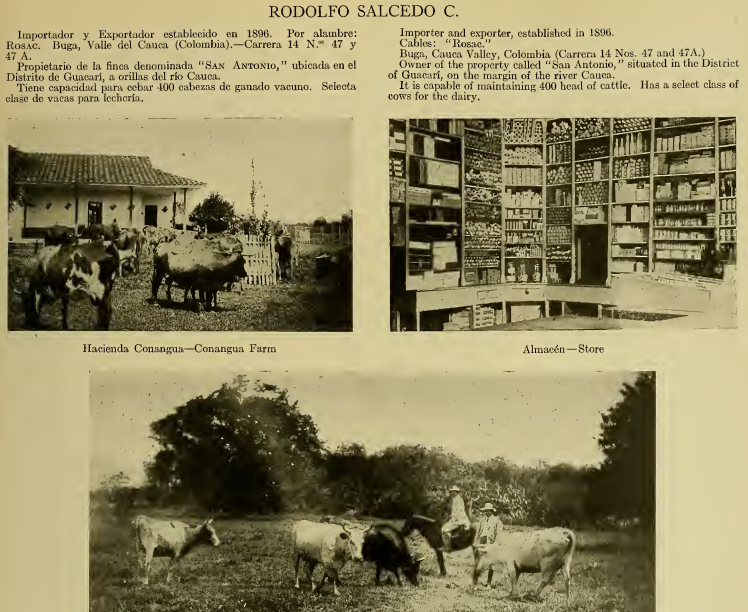 RODOLFO SALCEDO C.
Importador y Exportador establecido en 1896. Por alambre:
ROSAC. Buga, Valle del Cauca (Colombia).—Carrera 14 N.os 47 y
47 A.
Propietario de la finca denominada "SAN ANTONIO," ubicada en el
Distrito de Guacarí, a orillas del río Cauca.
Tiene capacidad para cebar 400 cabezas de ganado vacuno. Selecta
clase de vacas para lechería.
Importer and exporter, established in 1896.
Cables: "Rosac."
Buga, Cauca Valley, Colombia (Carrera 14 Nos. 47 and 47A.)
Owner of the property called "San Antonio," situated in the District
of Guacarí, on the margin of the river Cauca.
It is capable of maintaining 400 head of cattle. Has a select class of
cows for the dairy.
Hacienda Conangua—Conangua Farm
Almacén—Store